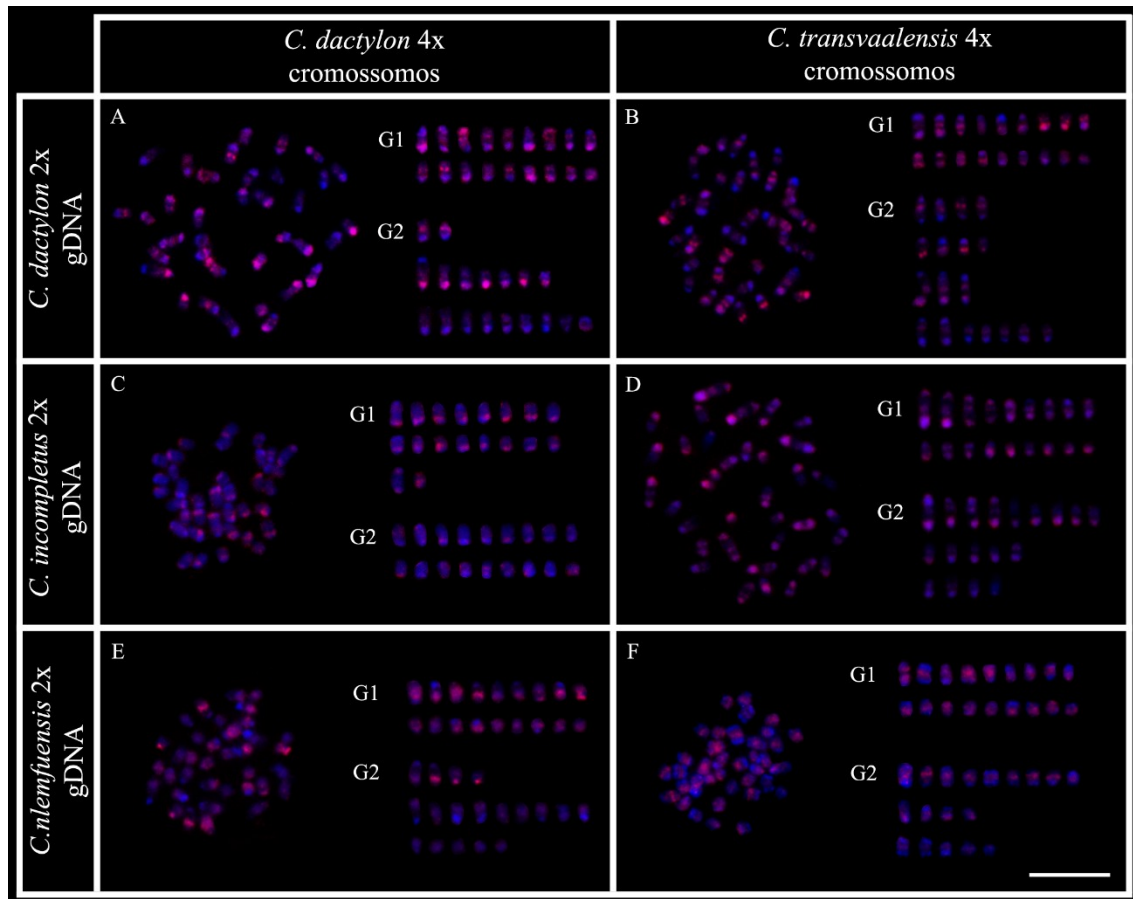 C. dactylon 4x
cromossomos
C. transvaalensis 4x
cromossomos
C. dactylon 2x
gDNA
A
G1
G2
B
G1
G2
C. incompletus 2x
gDNA
C
G1
G2
D
G1
G2
C.nlemfuensis 2x
gDNA
E
G1
G2
F
G1
G2